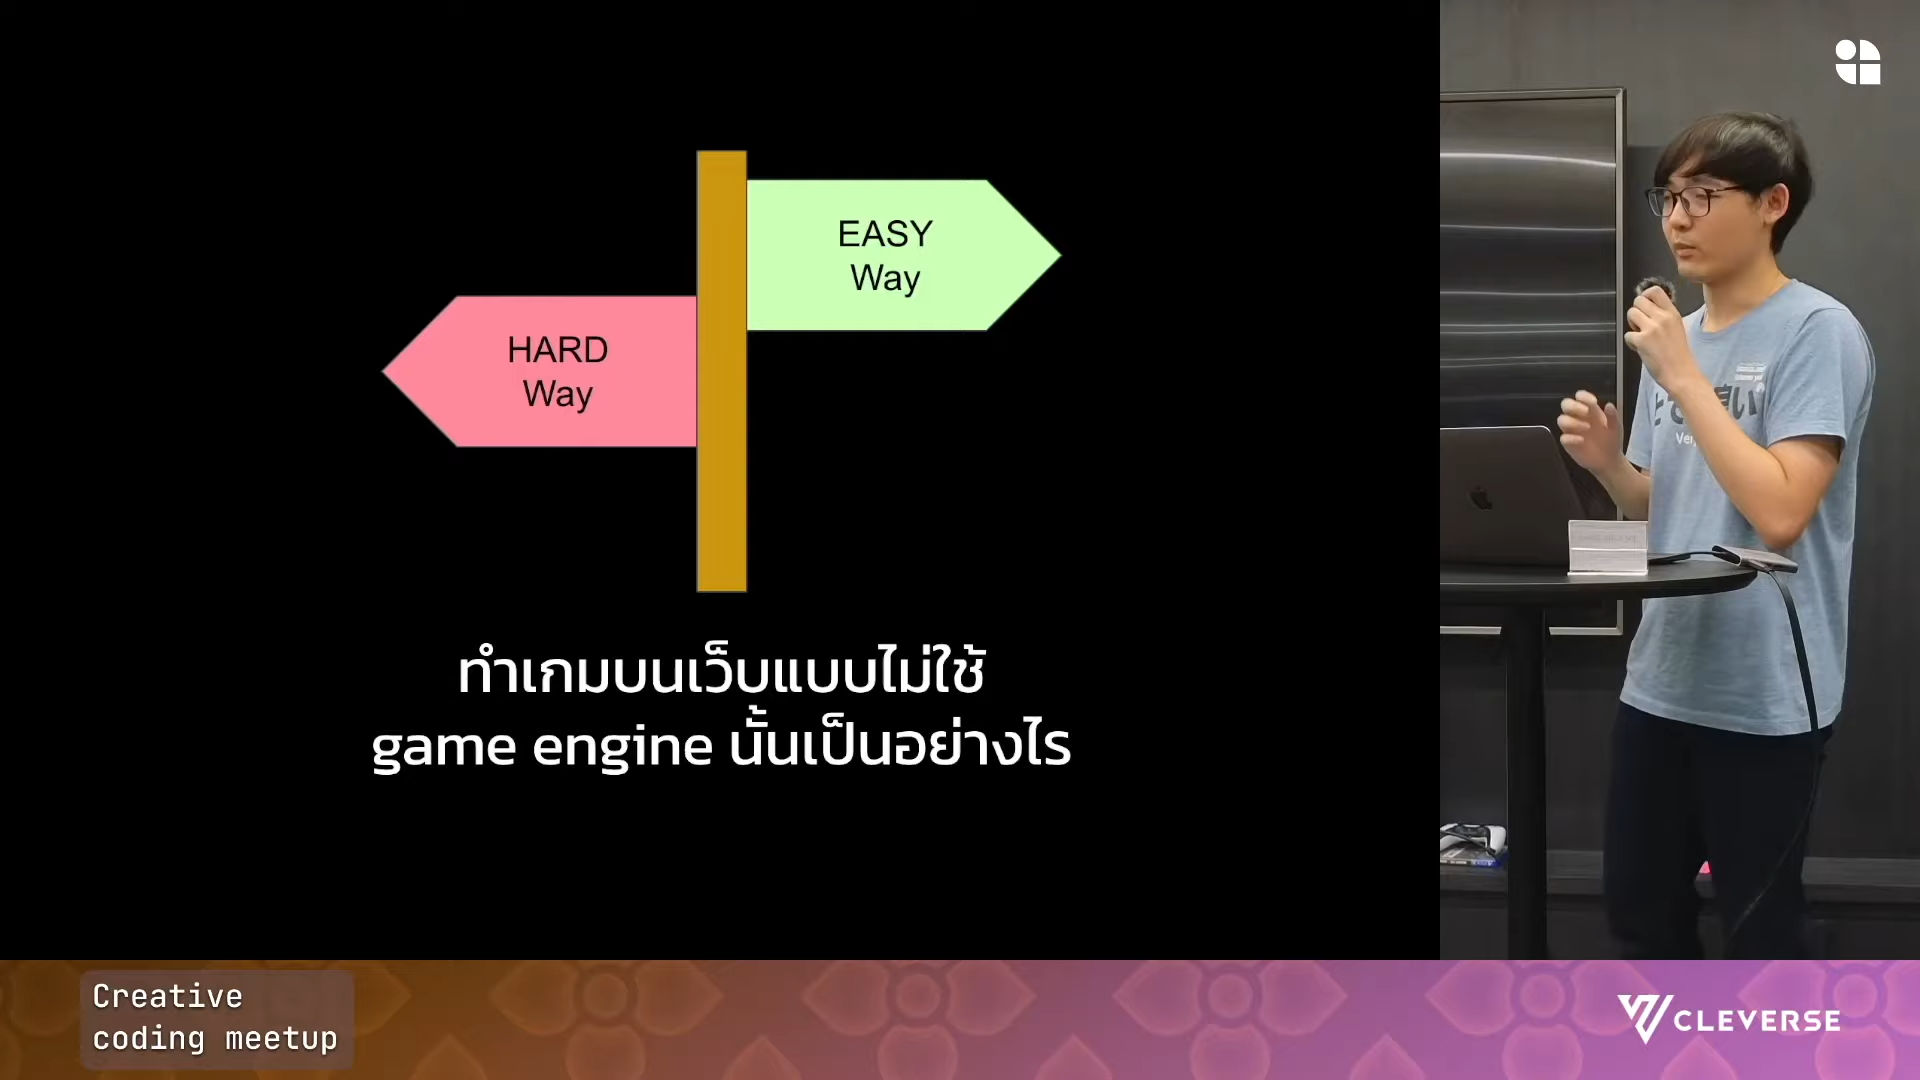 EASY
Way
HARD
Way
ทำเกมบนเว็บแบบไม่ใช้
game engine นั้นเป็นอย่างไร
Creative
coding meetup
CLEVERSE